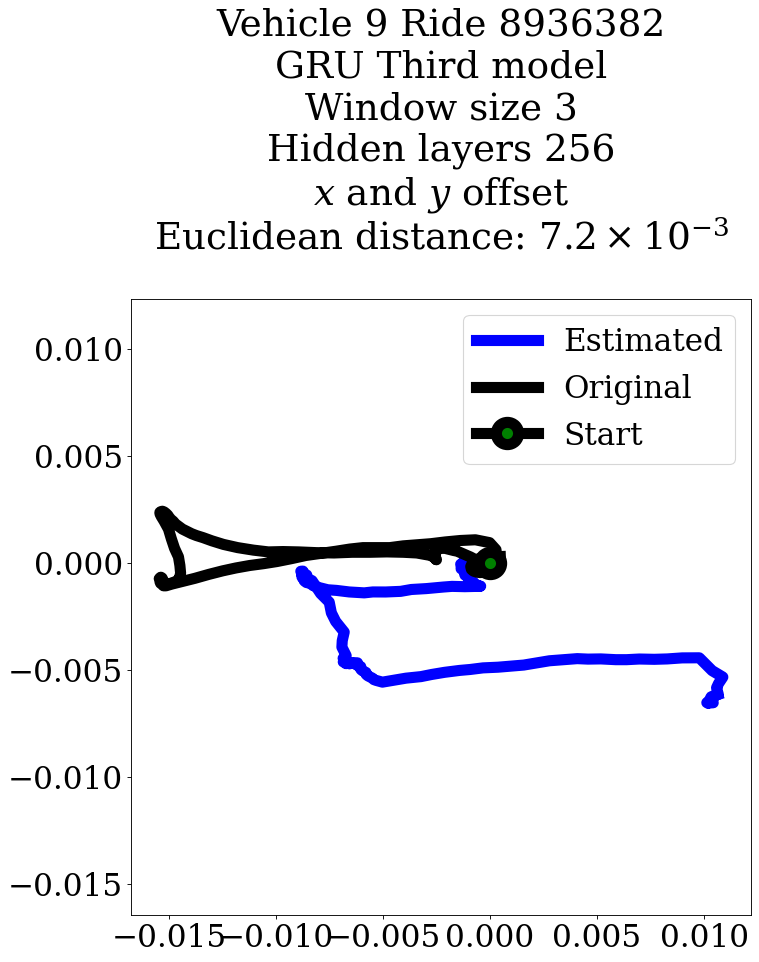 Vehicle 9 Ride 8936382
GRU Third model
Window size 3
Hidden layers 256
x and y offset
Euclidean distance: 7.2 × 10⁻³
Estimated
Original
Start
0.010
0.005
0.000
−0.005
−0.010
−0.015
−0.015 −0.010 −0.005 0.000 0.005 0.010